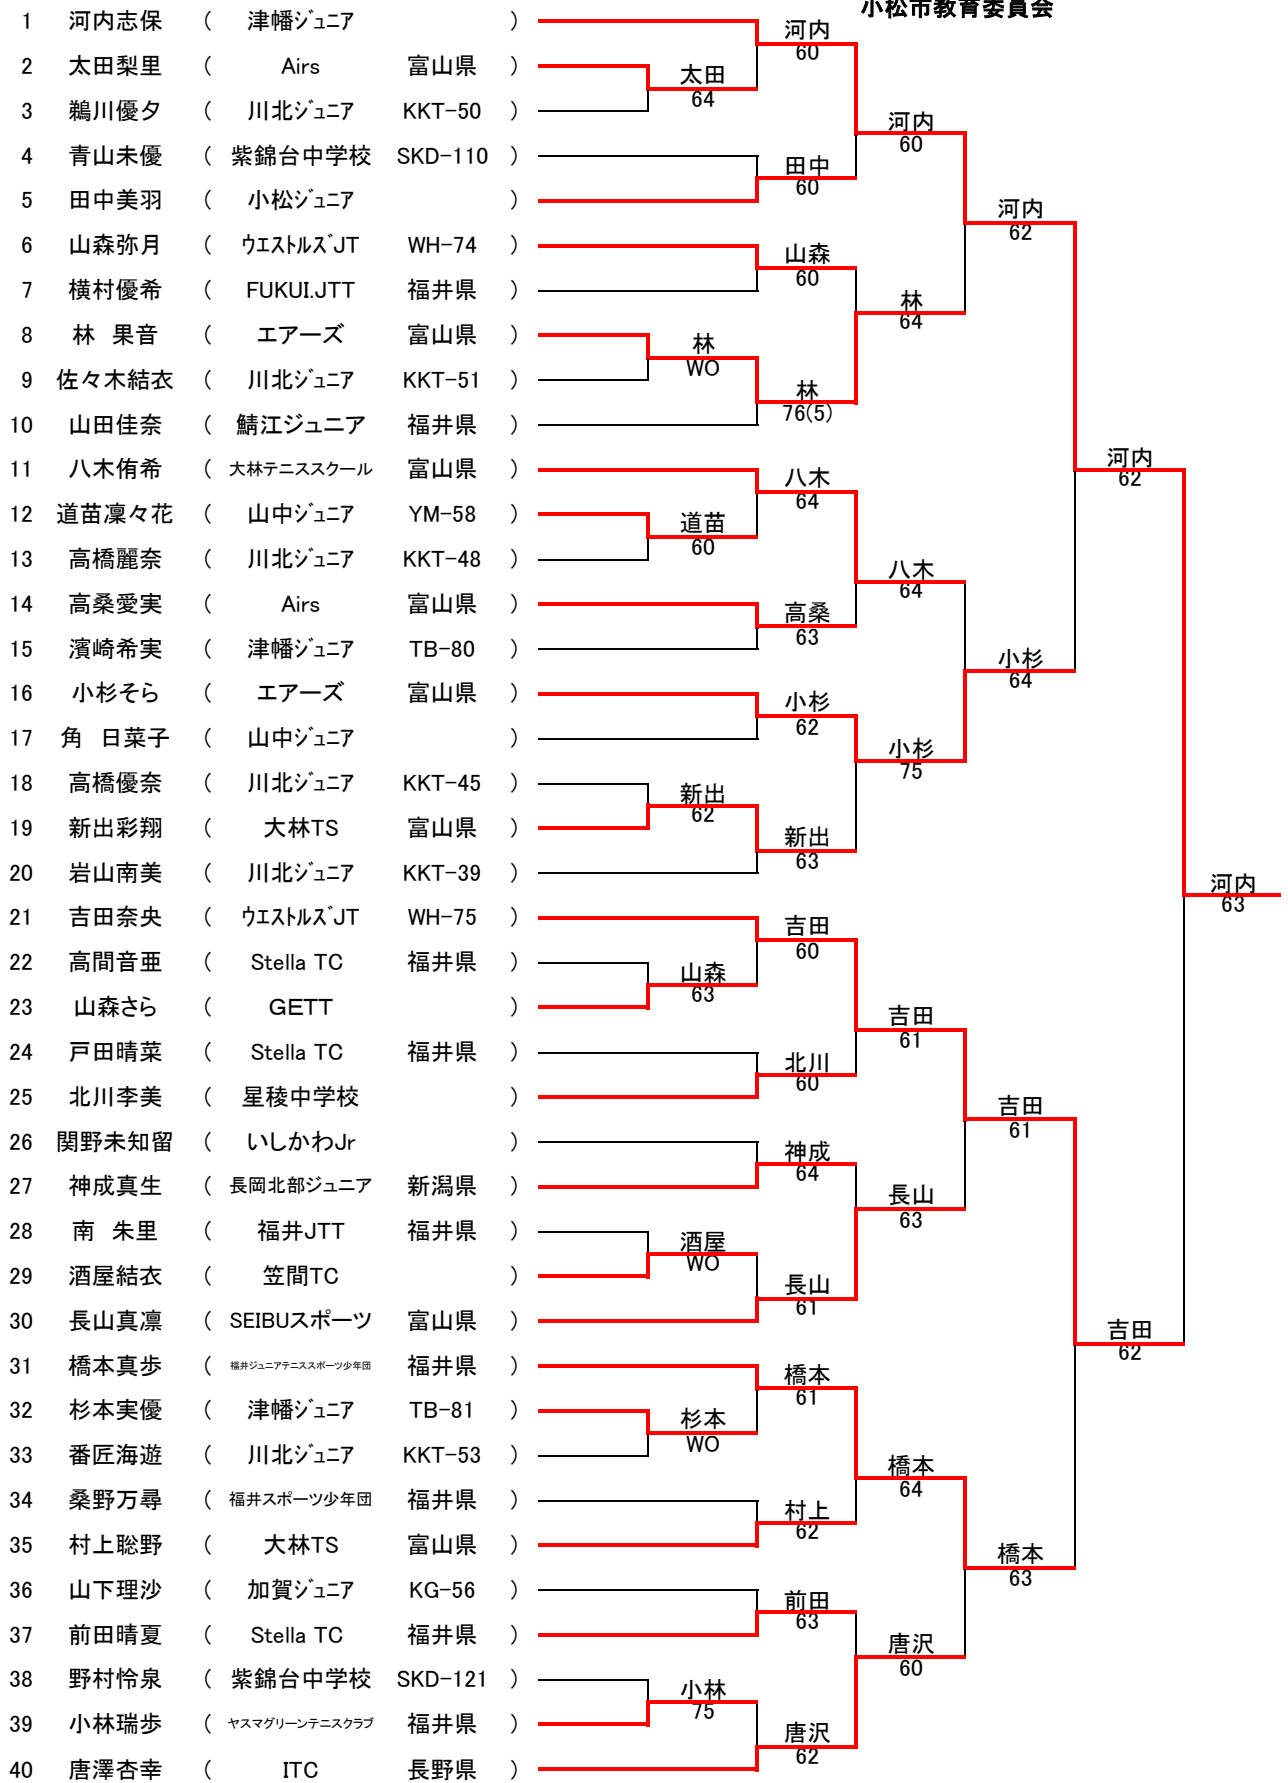 小松市教育委員会
1 河内志保 ( 津幡ジュニア )
2 太田梨里 ( Airs 富山県 )
3 鵜川優夕 ( 川北ジュニア KKT-50 )
4 青山未優 ( 紫錦台中学校 SKD-110 )
5 田中美羽 ( 小松ジュニア )
6 山森弥月 ( ウエストルズJT WH-74 )
7 横村優希 ( FUKUI.JTT 福井県 )
8 林 果音 ( エアーズ 富山県 )
9 佐々木結衣 ( 川北ジュニア KKT-51 )
10 山田佳奈 ( 鯖江ジュニア 福井県 )
11 八木侑希 ( 大林テニススクール 富山県 )
12 道苗凜々花 ( 山中ジュニア YM-58 )
13 高橋麗奈 ( 川北ジュニア KKT-48 )
14 高桑愛実 ( Airs 富山県 )
15 濱崎希実 ( 津幡ジュニア TB-80 )
16 小杉そら ( エアーズ 富山県 )
17 角 日菜子 ( 山中ジュニア )
18 高橋優奈 ( 川北ジュニア KKT-45 )
19 新出彩翔 ( 大林TS 富山県 )
20 岩山南美 ( 川北ジュニア KKT-39 )
21 吉田奈央 ( ウエストルズJT WH-75 )
22 高間音亜 ( Stella TC 福井県 )
23 山森さら ( GETT )
24 戸田晴菜 ( Stella TC 福井県 )
25 北川李美 ( 星稜中学校 )
26 関野未知留 ( いしかわJr )
27 神成真生 ( 長岡北部ジュニア 新潟県 )
28 南 朱里 ( 福井JTT 福井県 )
29 酒屋結衣 ( 笠間TC )
30 長山真凛 ( SEIBUスポーツ 富山県 )
31 橋本真歩 ( 福井ジュニアテニススポーツ少年団 福井県 )
32 杉本実優 ( 津幡ジュニア TB-81 )
33 番匠海遊 ( 川北ジュニア KKT-53 )
34 桑野万尋 ( 福井スポーツ少年団 福井県 )
35 村上聡野 ( 大林TS 富山県 )
36 山下理沙 ( 加賀ジュニア KG-56 )
37 前田晴夏 ( Stella TC 福井県 )
38 野村怜泉 ( 紫錦台中学校 SKD-121 )
39 小林瑞歩 ( ヤスマグリーンテニスクラブ 福井県 )
40 唐澤杏幸 ( ITC 長野県 )
太田
64
林
WO
道苗
60
新出
62
山森
63
酒屋
WO
杉本
WO
小林
75
河内
60
田中
60
山森
60
林
76(5)
八木
64
高桑
63
小杉
62
新出
63
吉田
60
北川
60
神成
64
長山
61
橋本
61
村上
62
前田
63
唐沢
62
河内
60
林
64
八木
64
小杉
75
吉田
61
長山
63
橋本
64
唐沢
60
河内
62
小杉
64
吉田
61
橋本
63
河内
62
吉田
62
河内
63